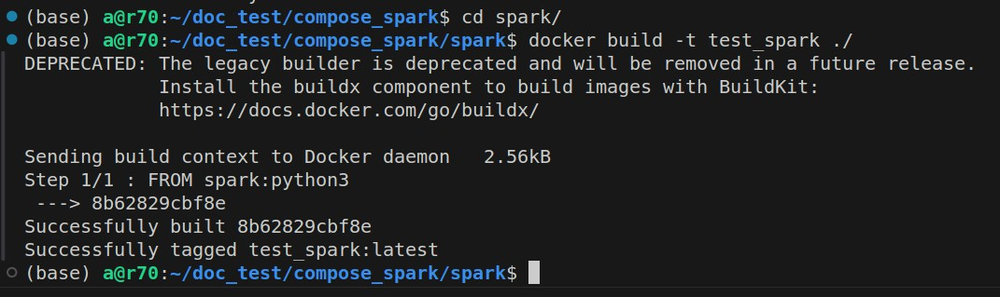 (base) a@r70:~/doc_test/compose_spark$ cd spark/
(base) a@r70:~/doc_test/compose_spark/spark$ docker build -t test_spark ./
DEPRECATED: The legacy builder is deprecated and will be removed in a future release.
            Install the buildx component to build images with BuildKit:
            https://docs.docker.com/go/buildx/

Sending build context to Docker daemon   2.56kB
Step 1/1 : FROM spark:python3
 ---> 8b62829cbf8e
Successfully built 8b62829cbf8e
Successfully tagged test_spark:latest
(base) a@r70:~/doc_test/compose_spark/spark$